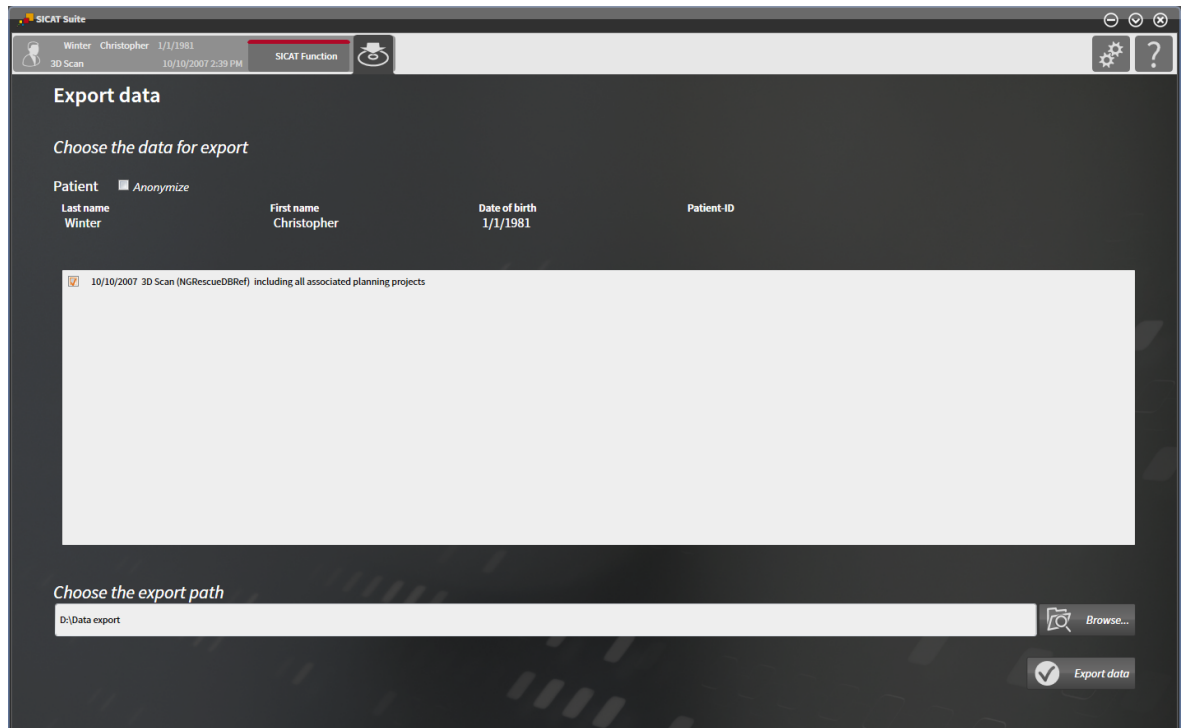 SICAT Suite
Winter Christopher 1/1/1981
3D Scan 10/10/2007 2:39 PM
SICAT Function
?
Export data
Choose the data for export
Patient Anonymize
Last name First name Date of birth Patient-ID
Winter Christopher 1/1/1981
10/10/2007 3D Scan (NGRescueDBRef) including all associated planning projects
Choose the export path
D:\Data export Browse...
Export data